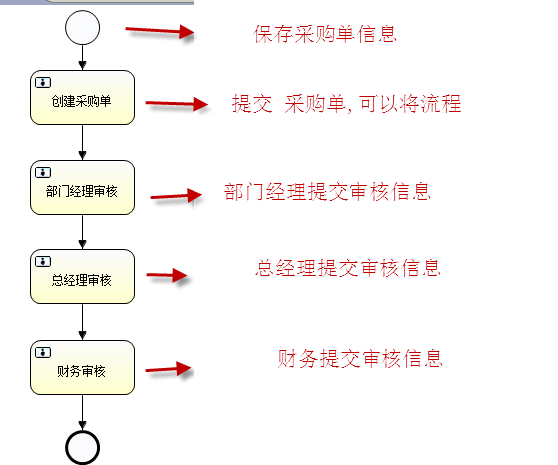 保存采购单信息
创建采购单
提交 采购单,可以将流程
部门经理审核
部门经理提交审核信息
总经理审核
总经理提交审核信息
财务审核
财务提交审核信息